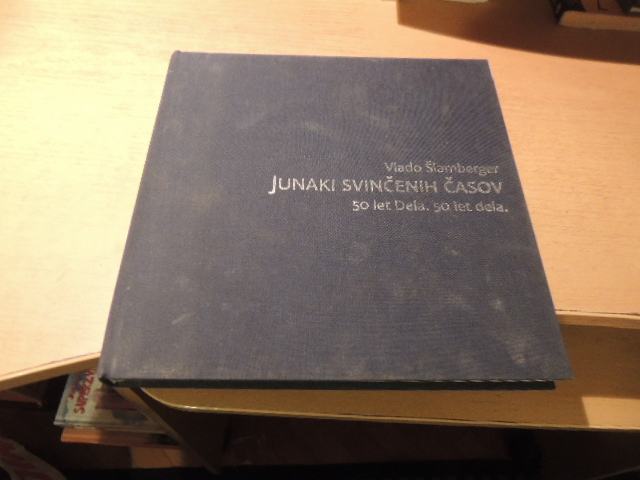 Vlado Šlamberger
JUNAKI SVINČENIH ČASOV
50 let Dela. 50 let dela.